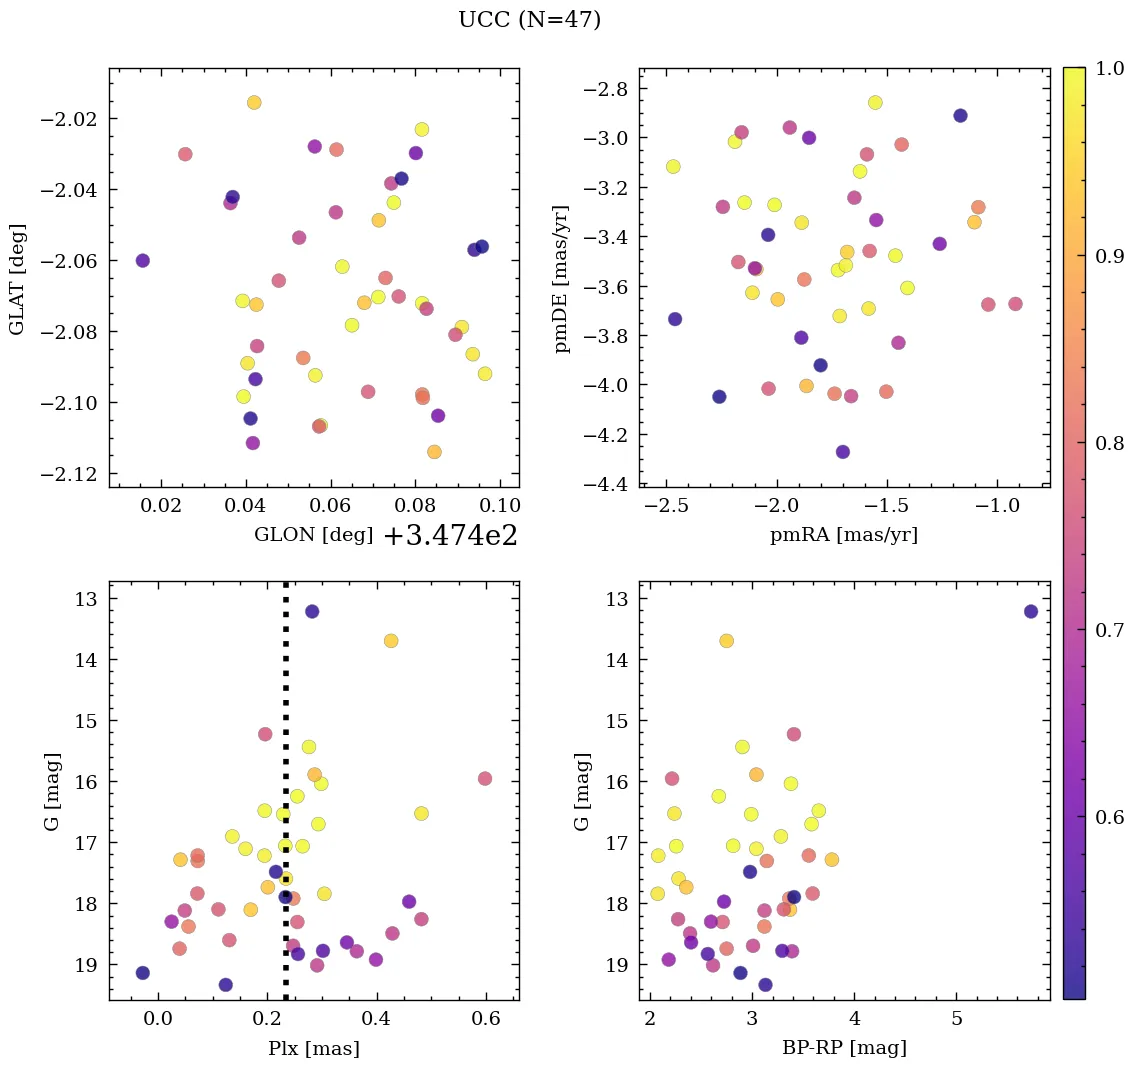 UCC (N=47)
−2.02
−2.04
−2.06
−2.08
−2.10
−2.12
GLAT [deg]
0.02 0.04 0.06 0.08 0.10
GLON [deg] +3.474e2
−2.8
−3.0
−3.2
−3.4
−3.6
−3.8
−4.0
−4.2
−4.4
pmDE [mas/yr]
−2.5 −2.0 −1.5 −1.0
pmRA [mas/yr]
13
14
15
16
17
18
19
G [mag]
0.0 0.2 0.4 0.6
Plx [mas]
13
14
15
16
17
18
19
G [mag]
2 3 4 5
BP-RP [mag]
1.0
0.9
0.8
0.7
0.6